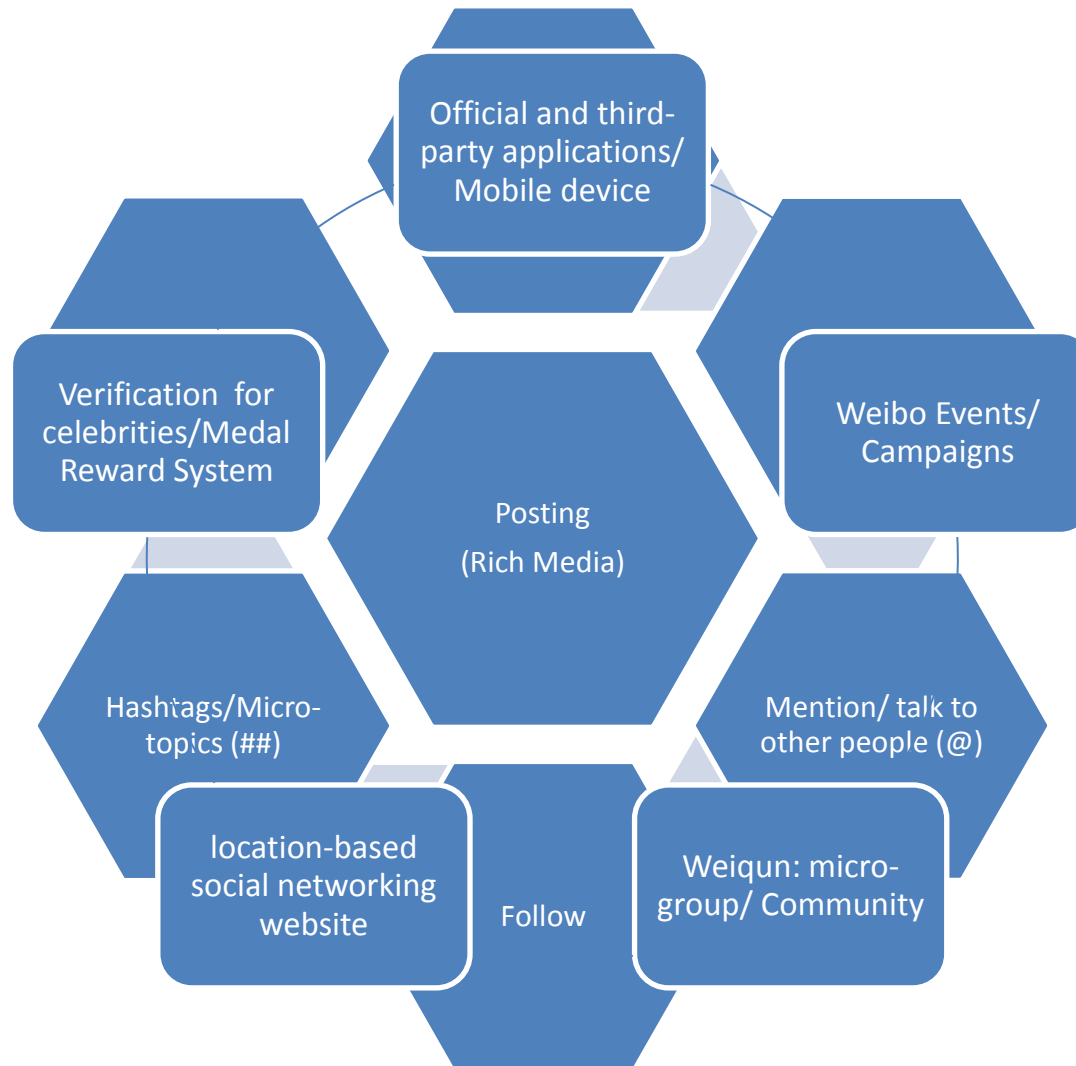 Official and third-
party applications/
Mobile device
Verification  for
celebrities/Medal
Reward System
Weibo Events/
Campaigns
Posting
(Rich Media)
Hashtags/Micro-
topics (##)
Mention/ talk to
other people (@)
location-based
social networking
website
Follow
Weiqun: micro-
group/ Community